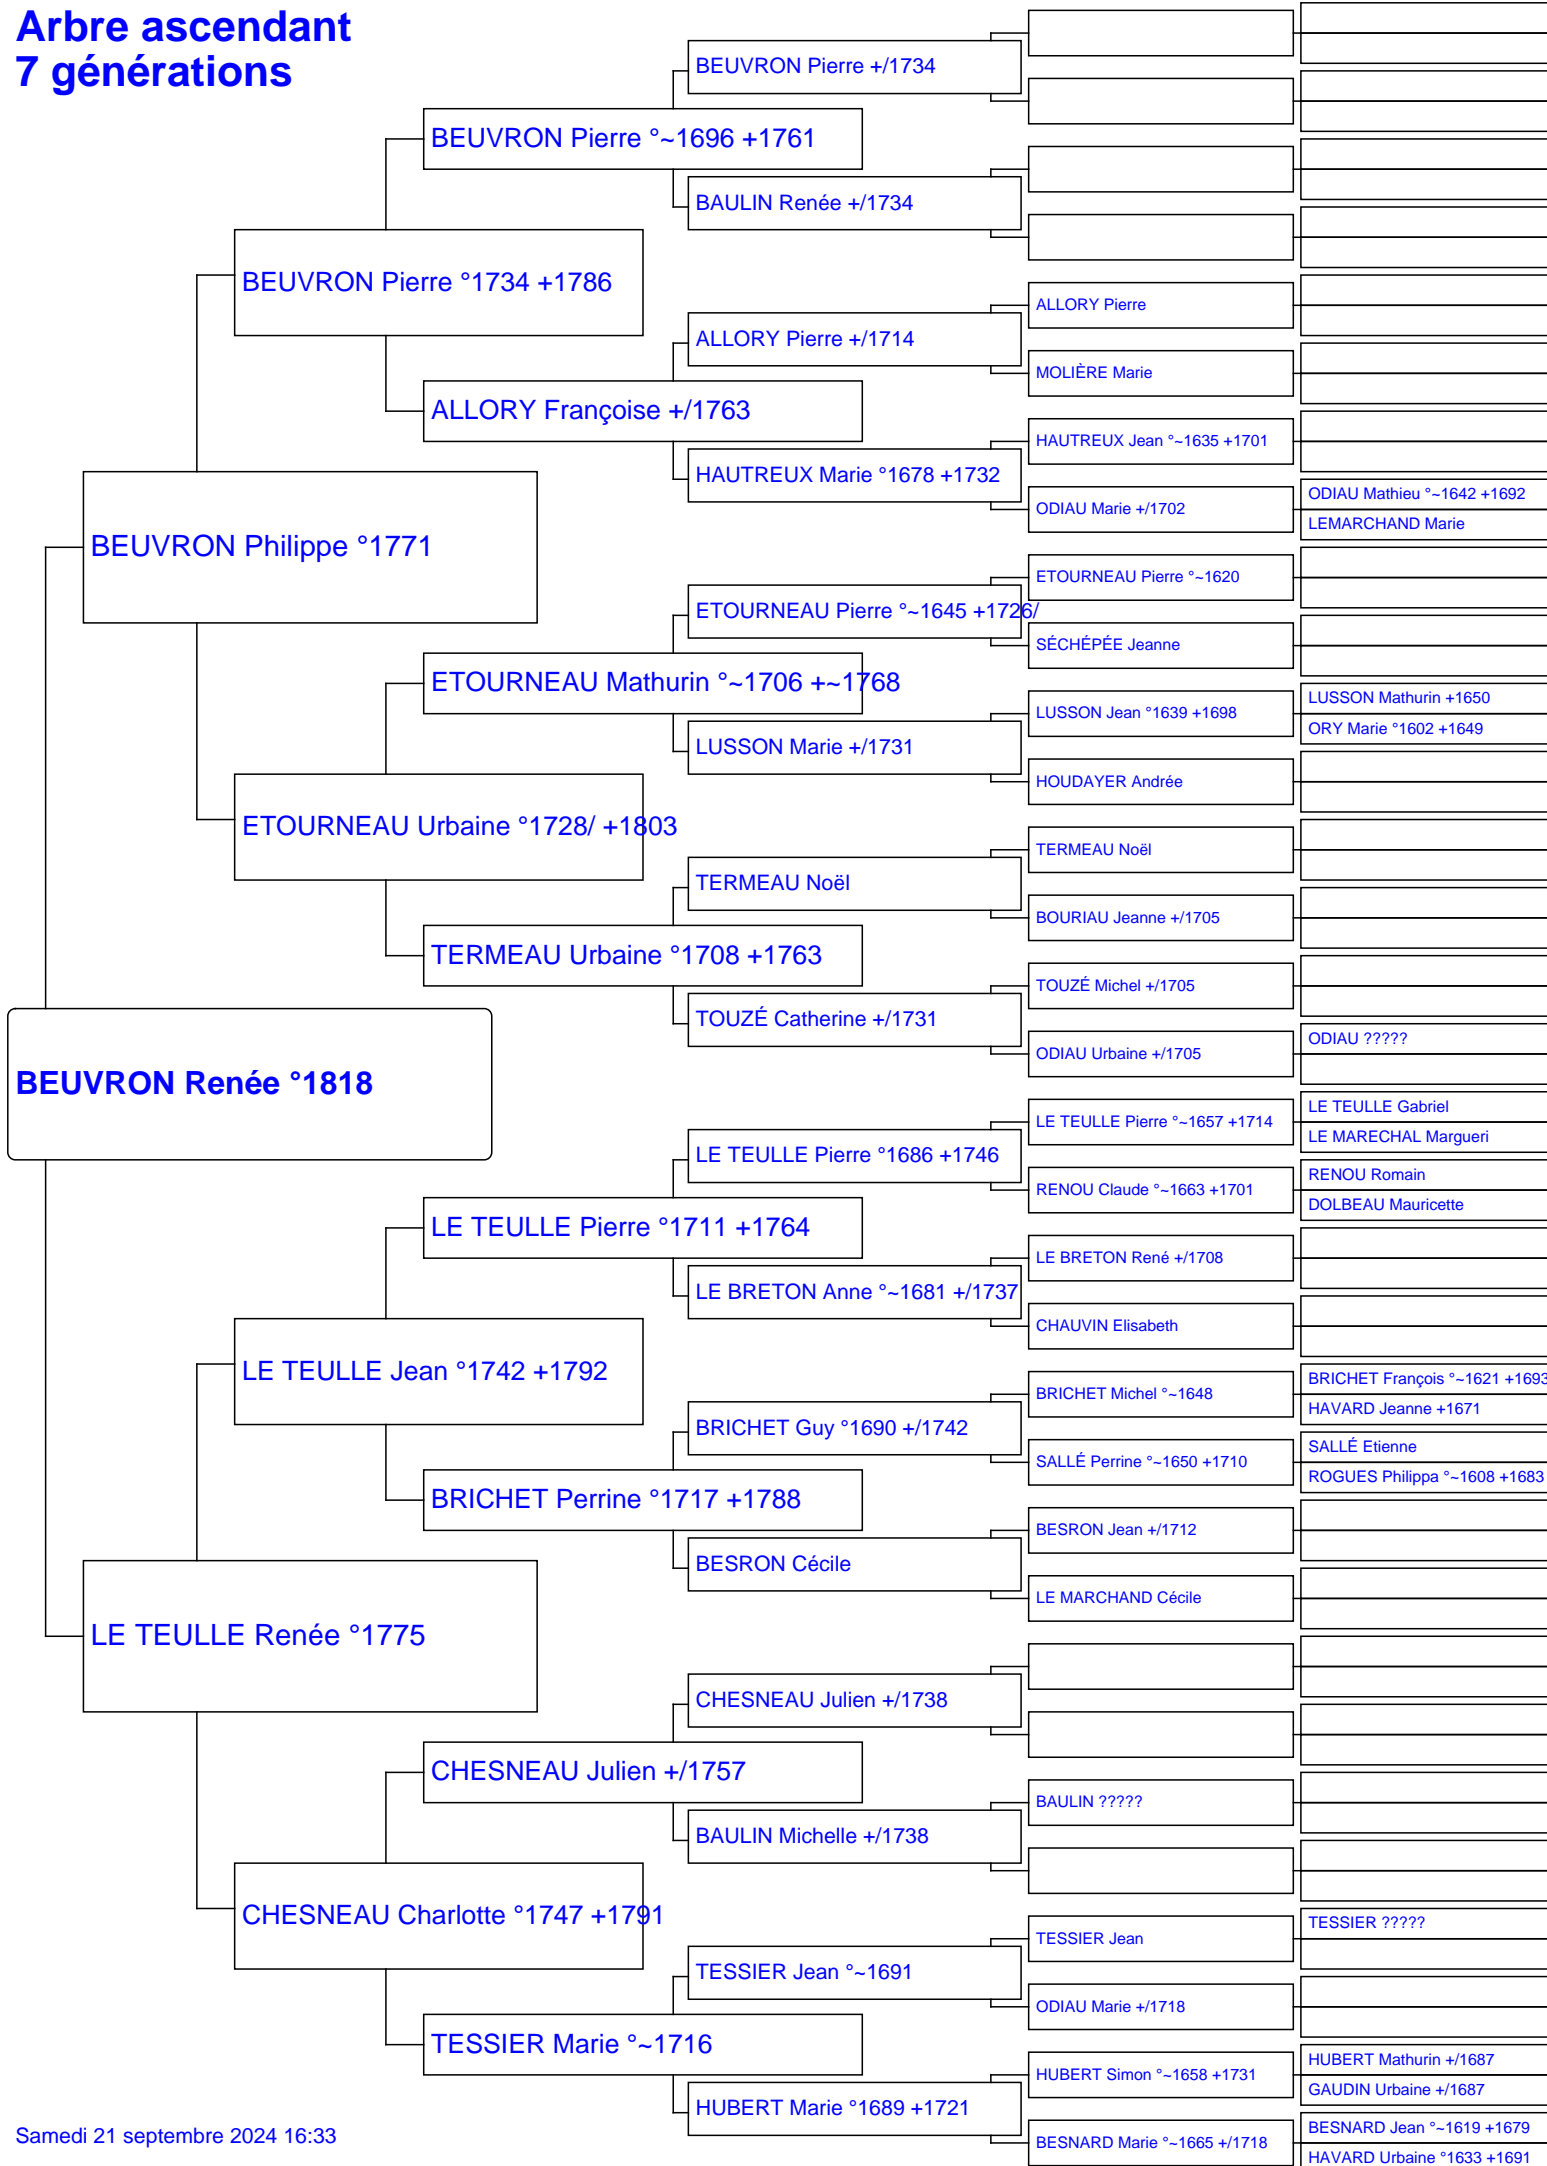 Arbre ascendant
7 générations
BEUVRON Pierre +/1734
BEUVRON Pierre °~1696 +1761
BAULIN Renée +/1734
BEUVRON Pierre °1734 +1786
ALLORY Pierre
ALLORY Pierre +/1714
MOLIÈRE Marie
ALLORY Françoise +/1763
HAUTREUX Jean °~1635 +1701
HAUTREUX Marie °1678 +1732
ODIAU Mathieu °~1642 +1692
ODIAU Marie +/1702
LEMARCHAND Marie
BEUVRON Philippe °1771
ETOURNEAU Pierre °~1620
ETOURNEAU Pierre °~1645 +1726/
SÉCHÉPÉE Jeanne
ETOURNEAU Mathurin °~1706 +~1768
LUSSON Mathurin +1650
LUSSON Jean °1639 +1698
ORY Marie °1602 +1649
LUSSON Marie +/1731
HOUDAYER Andrée
ETOURNEAU Urbaine °1728/ +1803
TERMEAU Noël
TERMEAU Noël
BOURIAU Jeanne +/1705
TERMEAU Urbaine °1708 +1763
TOUZÉ Michel +/1705
TOUZÉ Catherine +/1731
ODIAU ?????
ODIAU Urbaine +/1705
BEUVRON Renée °1818
LE TEULLE Gabriel
LE TEULLE Pierre °~1657 +1714
LE MARECHAL Margueri
LE TEULLE Pierre °1686 +1746
RENOU Romain
RENOU Claude °~1663 +1701
DOLBEAU Mauricette
LE TEULLE Pierre °1711 +1764
LE BRETON René +/1708
LE BRETON Anne °~1681 +/1737
CHAUVIN Elisabeth
LE TEULLE Jean °1742 +1792
BRICHET François °~1621 +1693
BRICHET Michel °~1648
HAVARD Jeanne +1671
BRICHET Guy °1690 +/1742
SALLÉ Etienne
SALLÉ Perrine °~1650 +1710
ROGUES Philippa °~1608 +1683
BRICHET Perrine °1717 +1788
BESRON Jean +/1712
BESRON Cécile
LE MARCHAND Cécile
LE TEULLE Renée °1775
CHESNEAU Julien +/1738
CHESNEAU Julien +/1757
BAULIN ?????
BAULIN Michelle +/1738
CHESNEAU Charlotte °1747 +1791
TESSIER ?????
TESSIER Jean
TESSIER Jean °~1691
ODIAU Marie +/1718
TESSIER Marie °~1716
HUBERT Mathurin +/1687
HUBERT Simon °~1658 +1731
GAUDIN Urbaine +/1687
HUBERT Marie °1689 +1721
BESNARD Jean °~1619 +1679
BESNARD Marie °~1665 +/1718
HAVARD Urbaine °1633 +1691
Samedi 21 septembre 2024 16:33